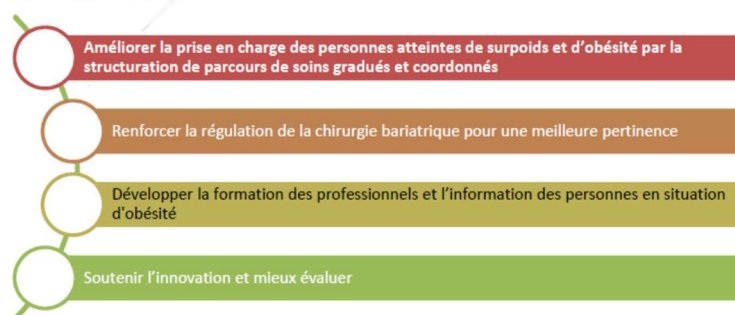 Améliorer la prise en charge des personnes atteintes de surpoids et d’obésité par la
structuration de parcours de soins gradués et coordonnés
Renforcer la régulation de la chirurgie bariatrique pour une meilleure pertinence
Développer la formation des professionnels et l’information des personnes en situation
d'obésité
Soutenir l’innovation et mieux évaluer